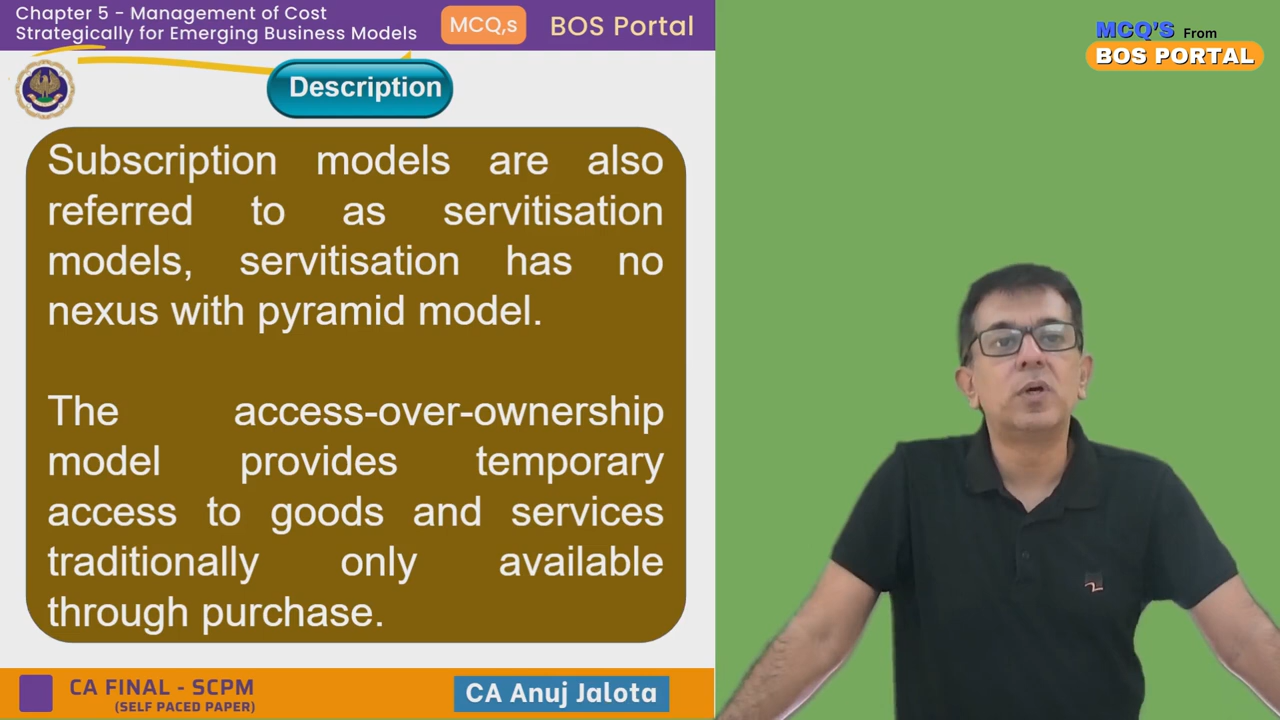 Chapter 5 - Management of Cost
Strategically for Emerging Business Models
MCQ,s
BOS Portal
MCQ'S From
BOS PORTAL
Description
Subscription models are also
referred to as servitisation
models, servitisation has no
nexus with pyramid model.
The access-over-ownership
model provides temporary
access to goods and services
traditionally only available
through purchase.
CA FINAL - SCPM
(SELF PACED PAPER)
CA Anuj Jalota